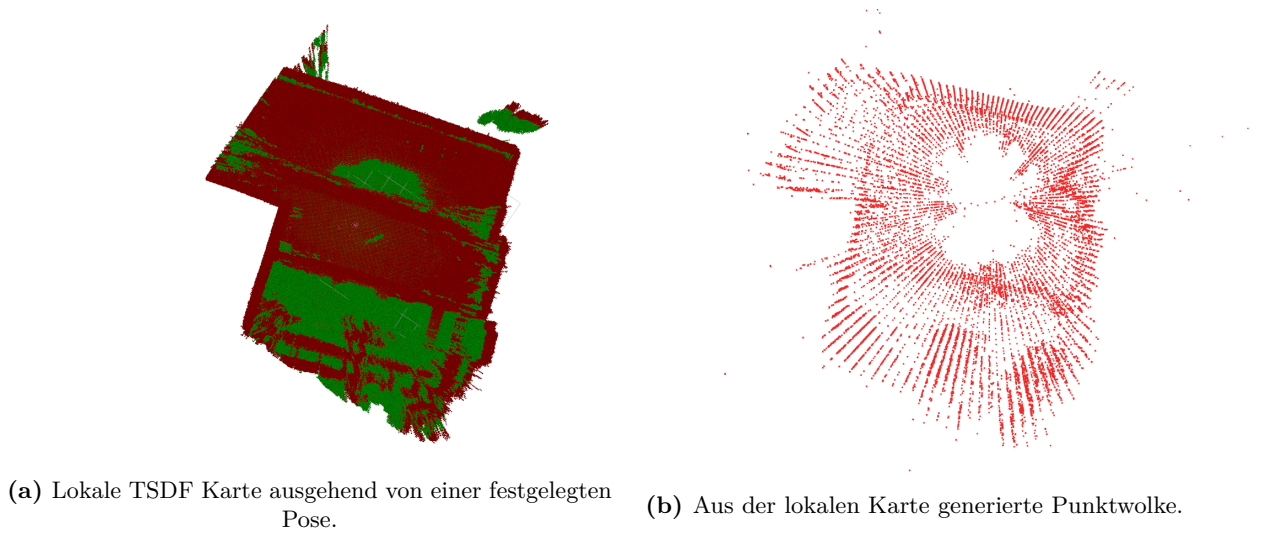 (a) Lokale TSDF Karte ausgehend von einer festgelegten
Pose.
(b) Aus der lokalen Karte generierte Punktwolke.